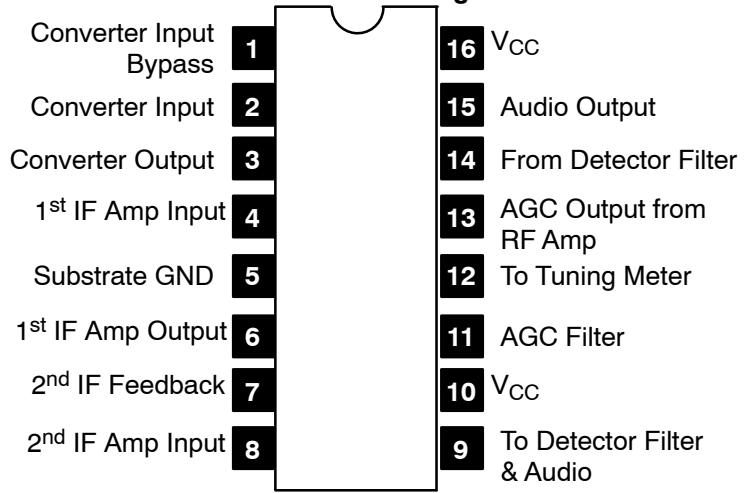 Converter Input
Bypass
1
16
VCC
Converter Input
2
15
Audio Output
Converter Output
3
14
From Detector Filter
1st IF Amp Input
4
13
AGC Output from
RF Amp
Substrate GND
5
12
To Tuning Meter
1st IF Amp Output
6
11
AGC Filter
2nd IF Feedback
7
10
VCC
2nd IF Amp Input
8
9
To Detector Filter
& Audio